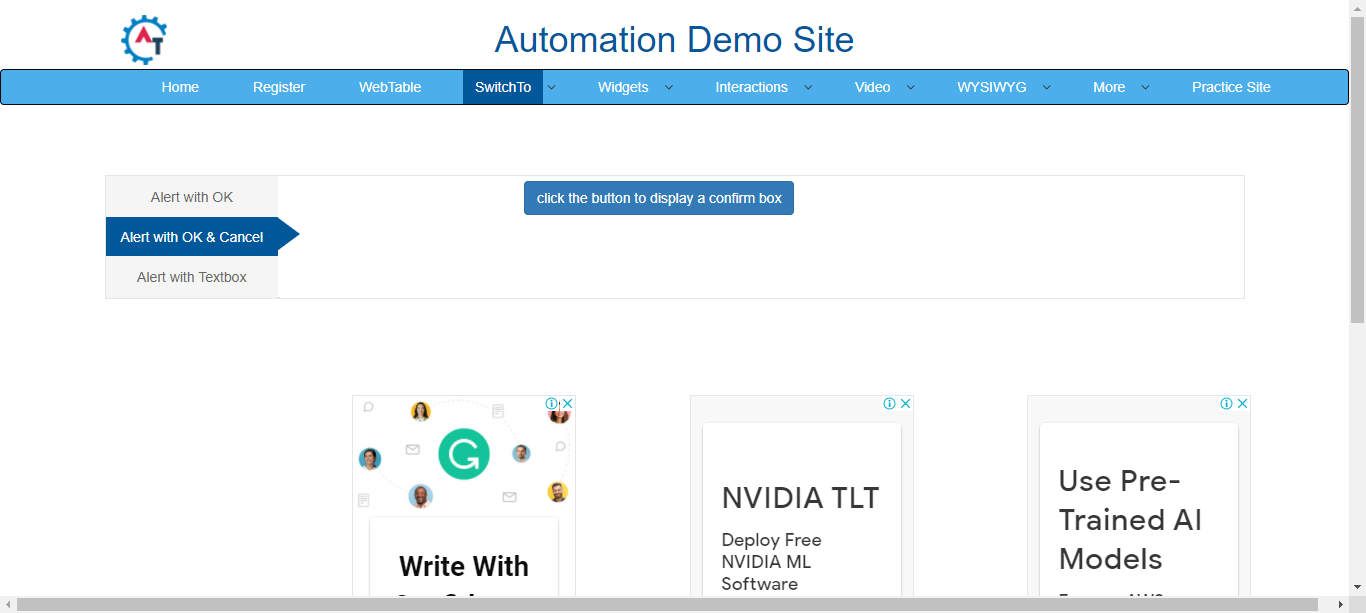 AT
Automation Demo Site
Home Register WebTable SwitchTo Widgets Interactions Video WYSIWYG More Practice Site
Alert with OK
click the button to display a confirm box
Alert with OK & Cancel
Alert with Textbox
G
Write With
NVIDIA TLT
Deploy Free
NVIDIA ML
Software
Use Pre-
Trained AI
Models